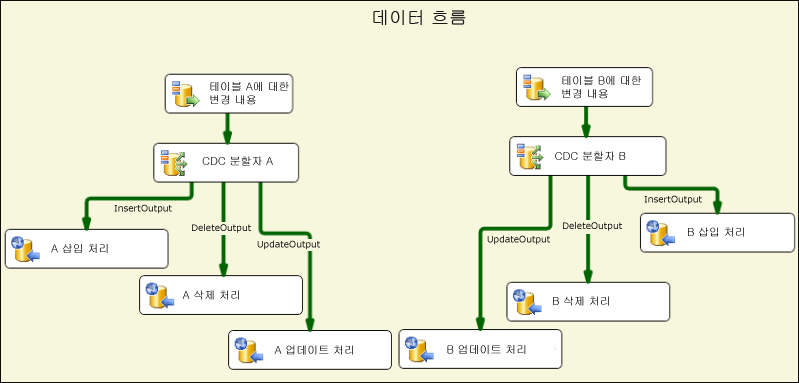 데이터 흐름
테이블 A에 대한
변경 내용
CDC 분할자 A
InsertOutput
DeleteOutput
UpdateOutput
A 삽입 처리
A 삭제 처리
A 업데이트 처리
테이블 B에 대한
변경 내용
CDC 분할자 B
InsertOutput
DeleteOutput
UpdateOutput
B 삽입 처리
B 삭제 처리
B 업데이트 처리